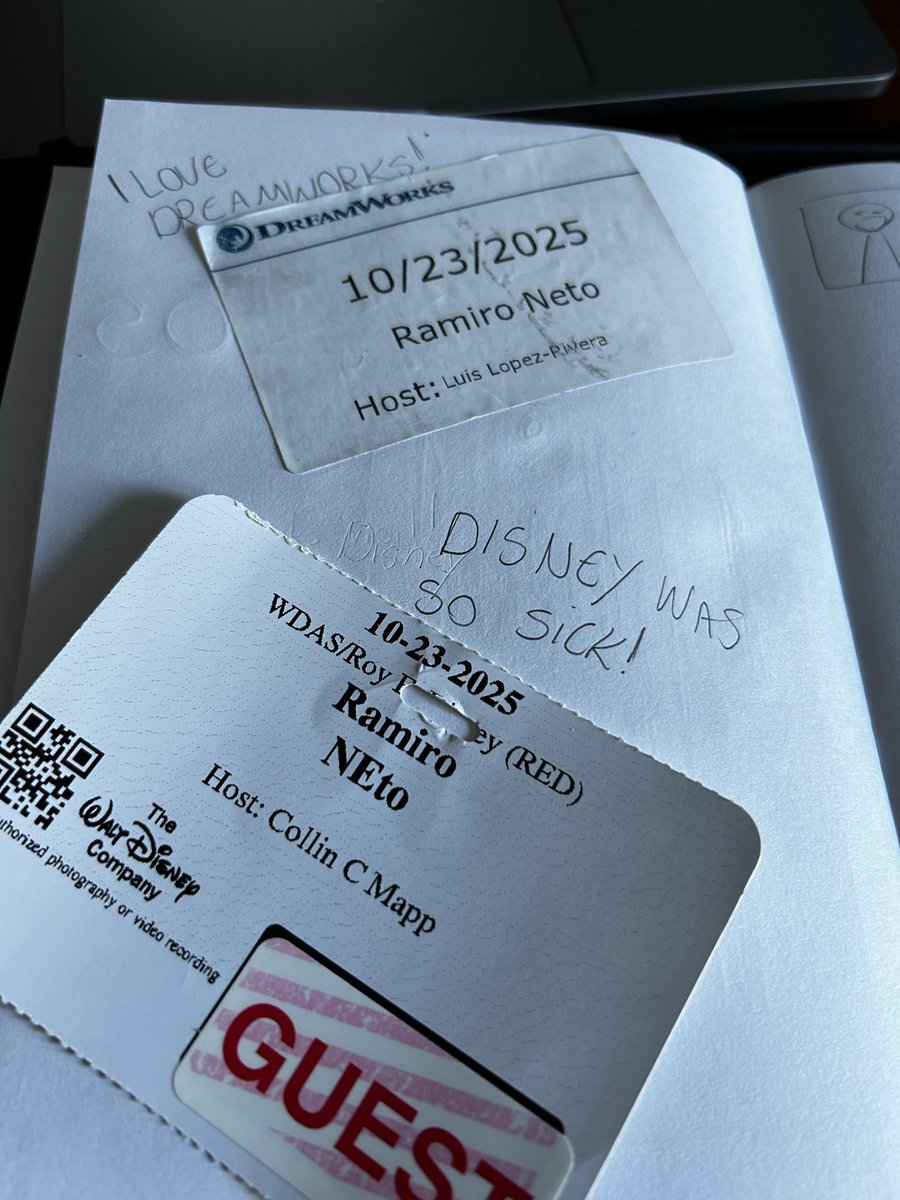 I LOVE
DREAMWORKS!
DREAMWORKS
10/23/2025
Ramiro Neto
Host: Luis Lopez-Rivera
DISNEY WAS
SO SICK!
Disney
10-23-2025
WDAS/Roy (RED)
Ramiro
NEto
Host: Collin C Mapp
The
WALT DISNEY
Company
photography or video recording
GUEST